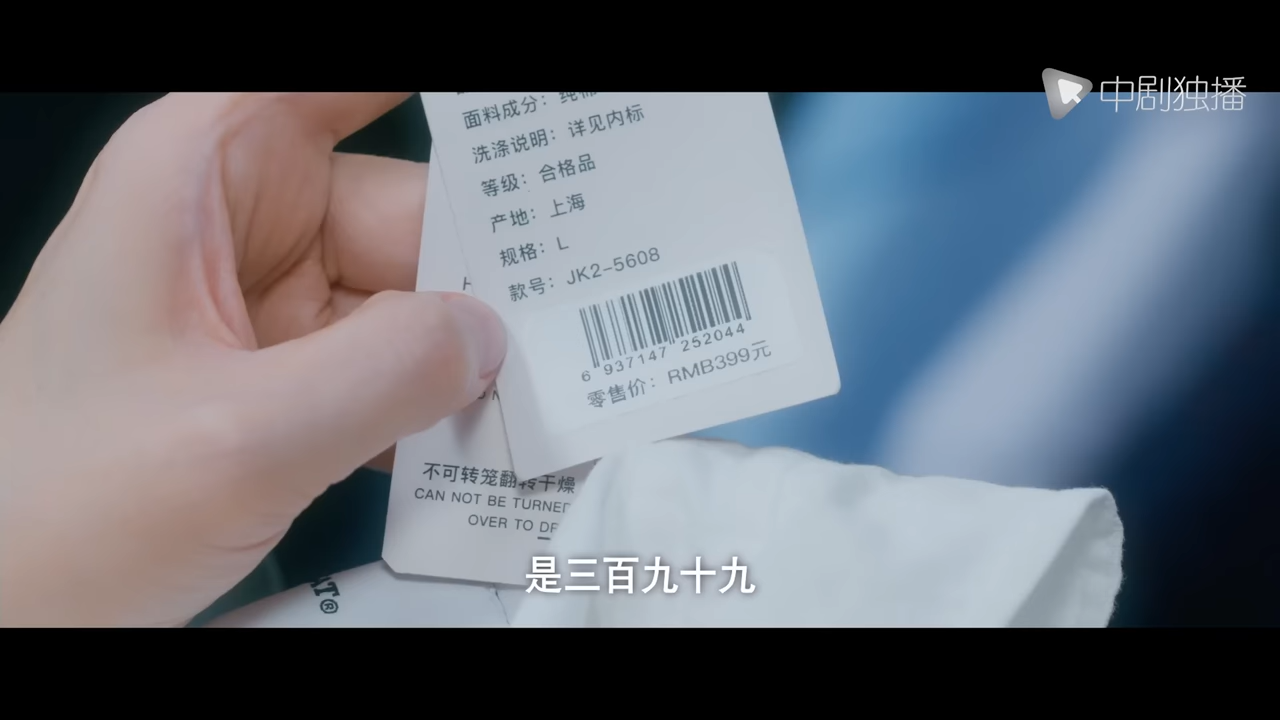 中剧独播
面料成分：纯棉
洗涤说明：详见内标
等级：合格品
产地：上海
规格：L
款号：JK2-5608
6 937147 252044
零售价：RMB399元
不可转笼翻转干燥
CAN NOT BE TURNED
OVER TO DR
是三百九十九